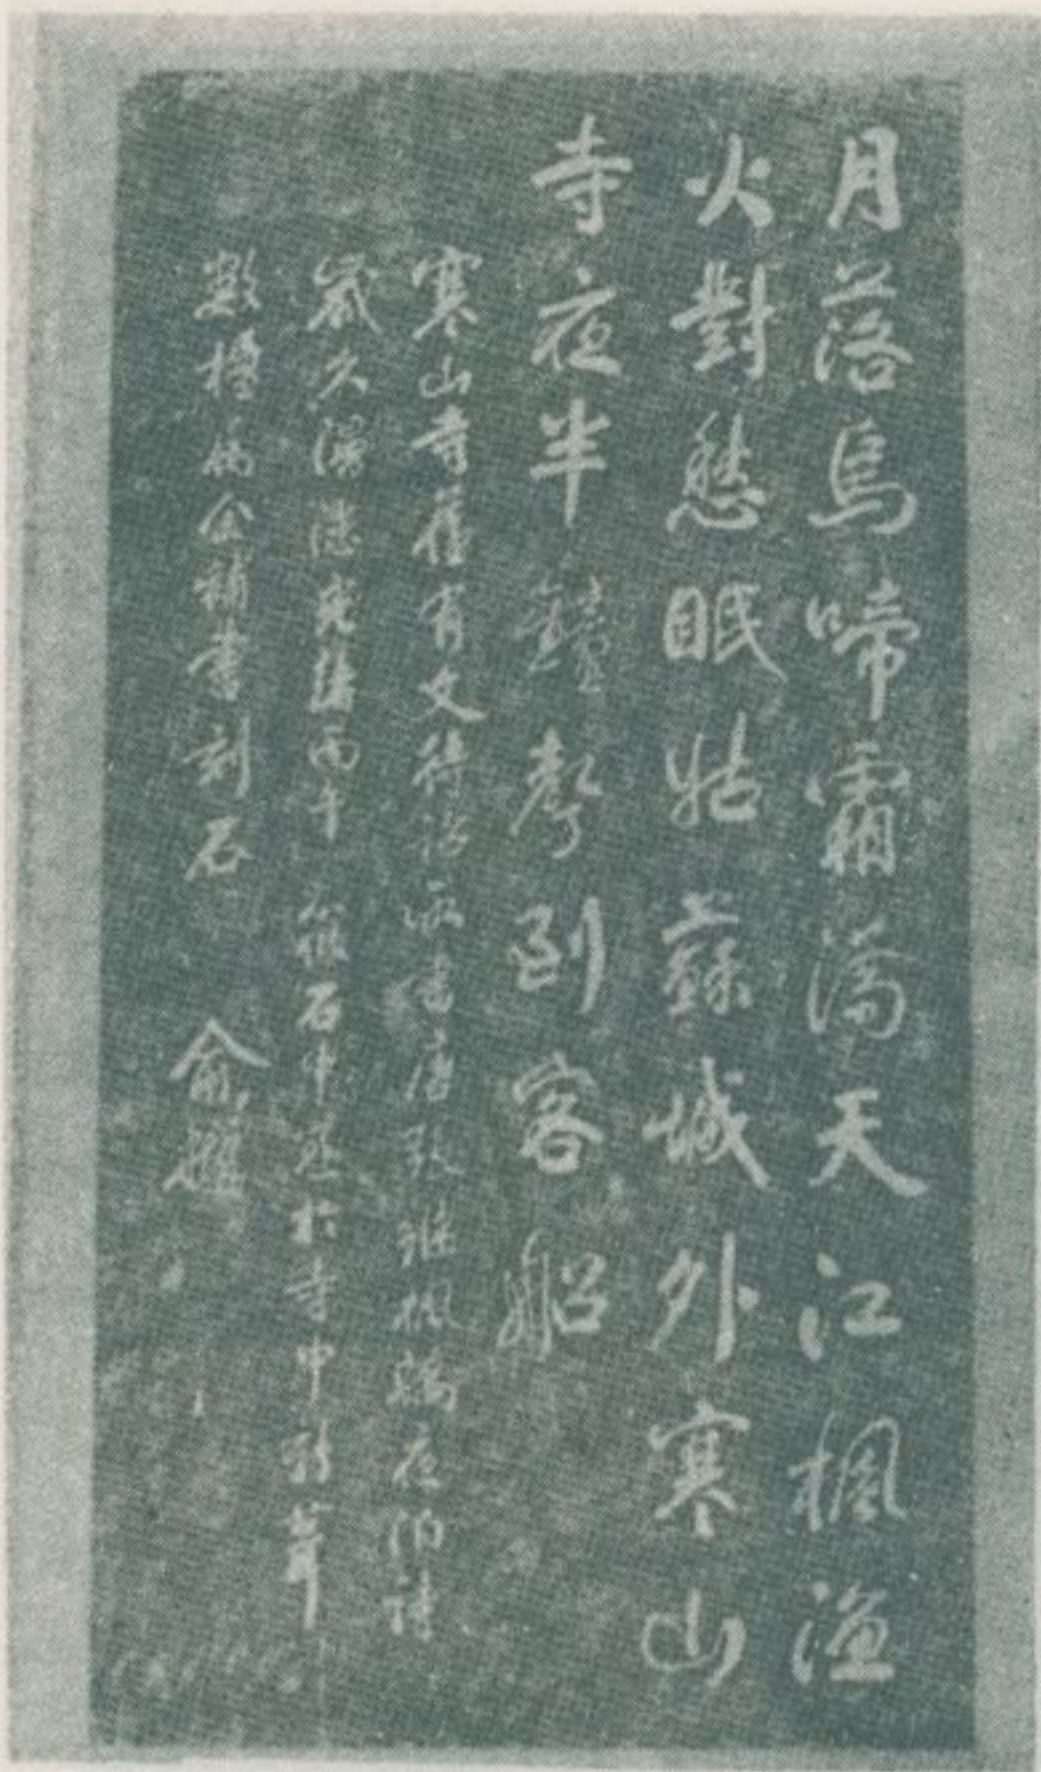 月落烏啼霜滿天江楓漁
火對愁眠姑蘇城外寒山
寺夜半鐘聲到客船
寒山寺舊有文待詔所書唐張繼楓橋夜泊詩
歲久漫漶光緒丙午筱石中丞於寺中新葺
數楹屬余補書刻石
俞樾